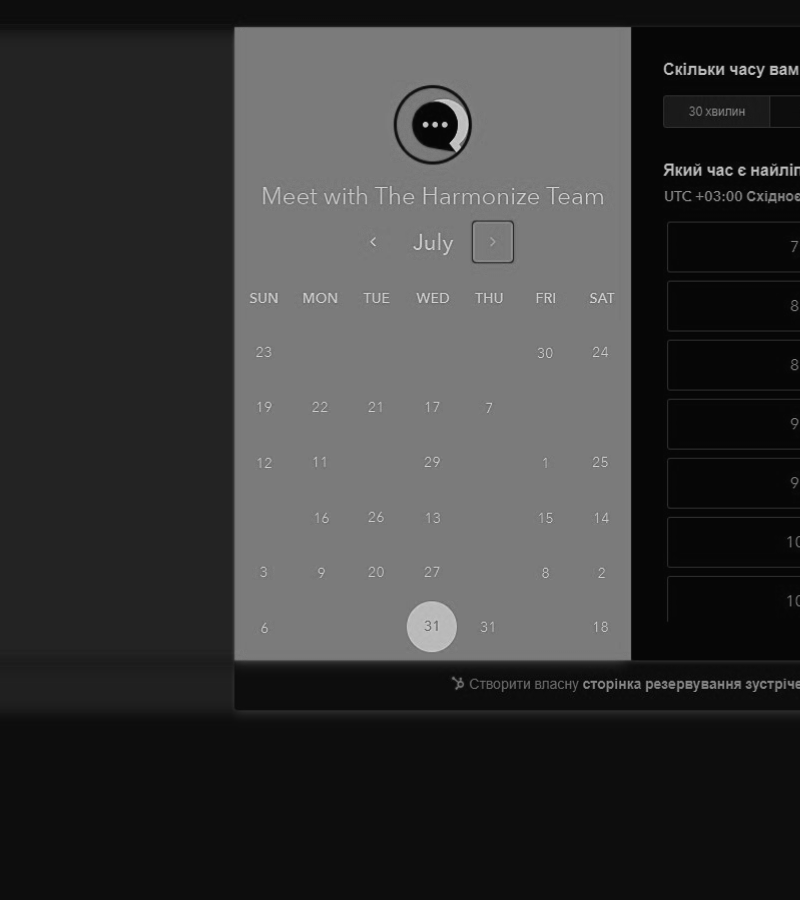 Скільки часу вам
30 хвилин
Який час є найліп
UTC +03:00 Східноє
7
8
8
9
9
10
10
Meet with The Harmonize Team
July
SUN MON TUE WED THU FRI SAT
23 30 24
19 22 21 17 7
12 11 29 1 25
16 26 13 15 14
3 9 20 27 8 2
6 31 31 18
Створити власну сторінка резервування зустріче